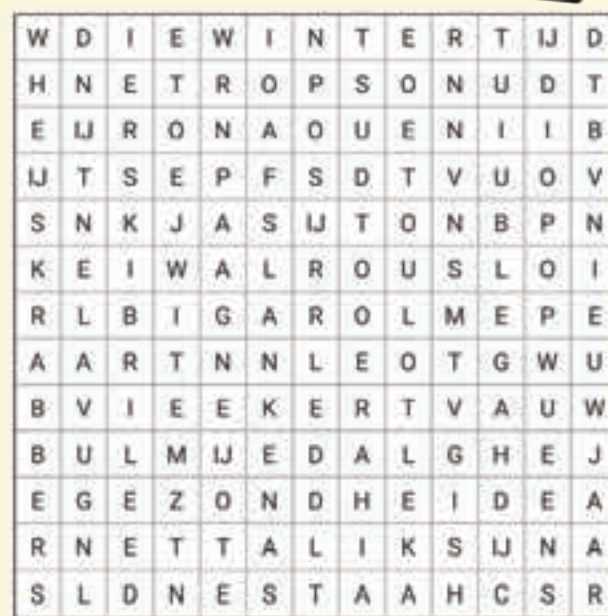 W D I E W I N T E R T IJ D
H N E T R O P S O N U D T
E IJ R O N A O U E N I I B
IJ T S E P F S D T V U O V
S N K J A S IJ T O N B P N
K E I W A L R O U S L O I
R L B I G A R O L M E P E
A A R T N N L E O T G W U
B V I E E K E R T V A U W
B U L M IJ E D A L G H E J
E G E Z O N D H E I D E A
R N E T T A L I K S IJ N A
S L D N E S T A A H C S R